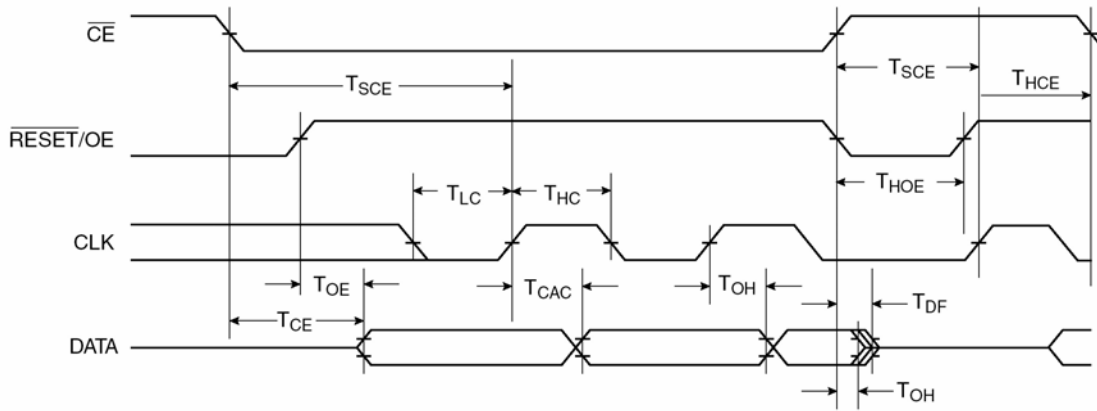 CE
TSCE
TSCE
THCE
RESET/OE
TLC
THC
THOE
CLK
TOE
TCAC
TOH
TDF
TCE
DATA
TOH